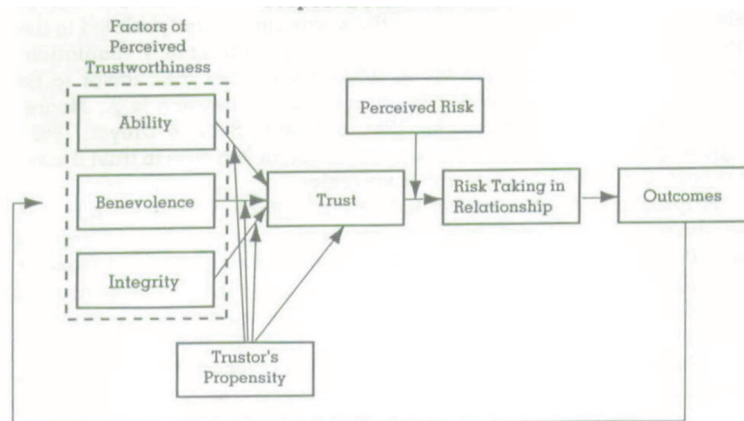 Factors of
Perceived
Trustworthiness
Ability
Benevolence
Integrity
Trustor's
Propensity
Trust
Perceived Risk
Risk Taking in
Relationship
Outcomes